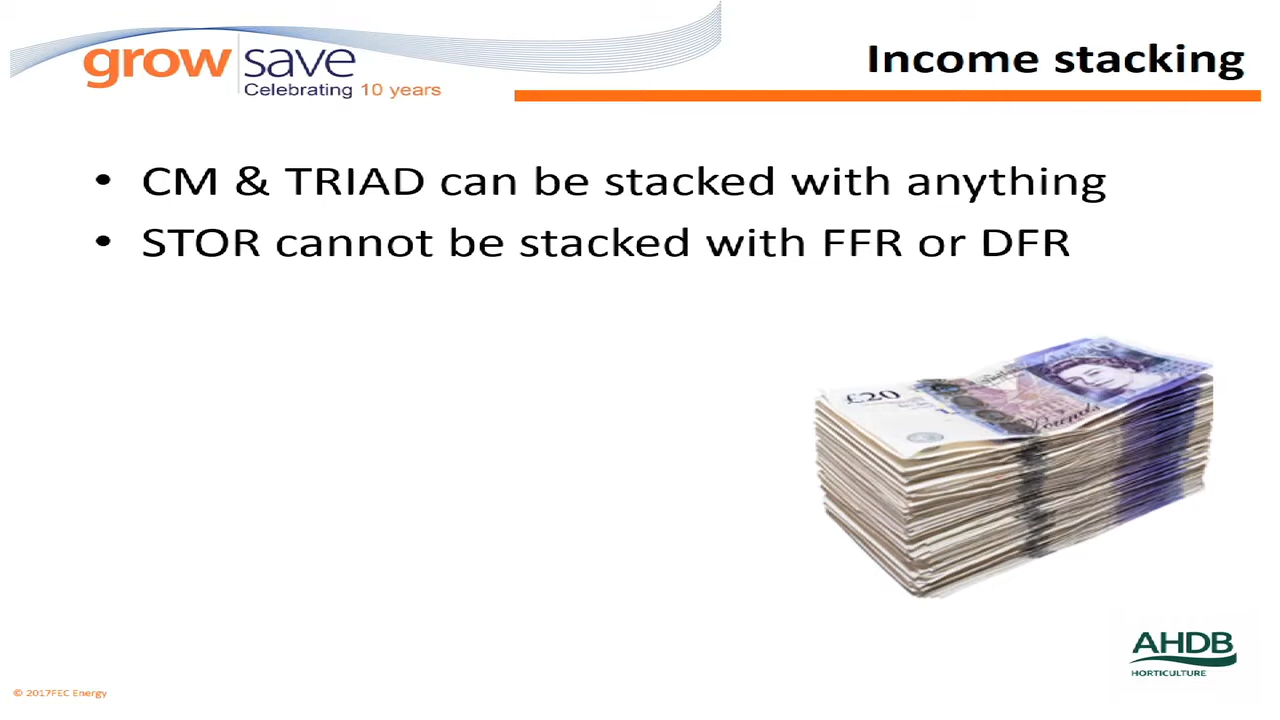 grow save
Celebrating 10 years
Income stacking
• CM & TRIAD can be stacked with anything
• STOR cannot be stacked with FFR or DFR
£20
AHDB
HORTICULTURE
© 2017FEC Energy